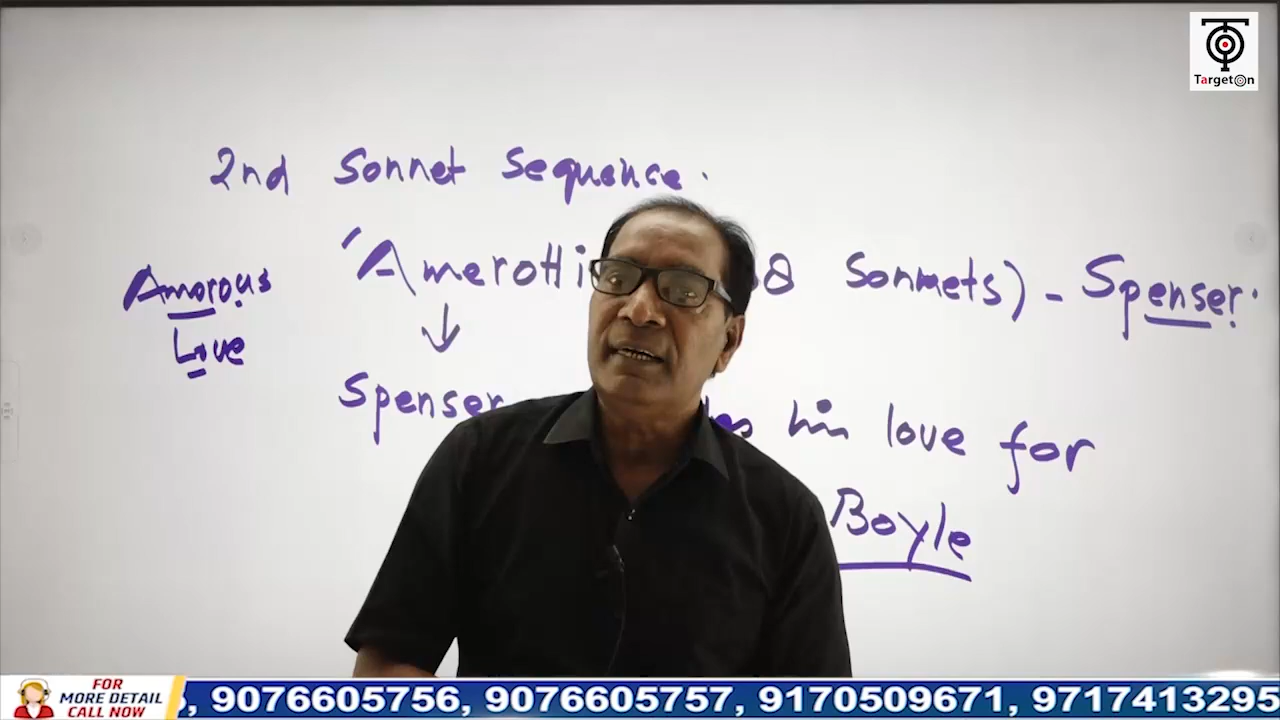 TargetOn
2nd Sonnet Sequence.
'Amerotti 8 Sonnets) - Spenser.
Amorous
Love
Spenser his love for
Boyle
FOR
MORE DETAIL
CALL NOW
, 9076605756, 9076605757, 9170509671, 9717413295